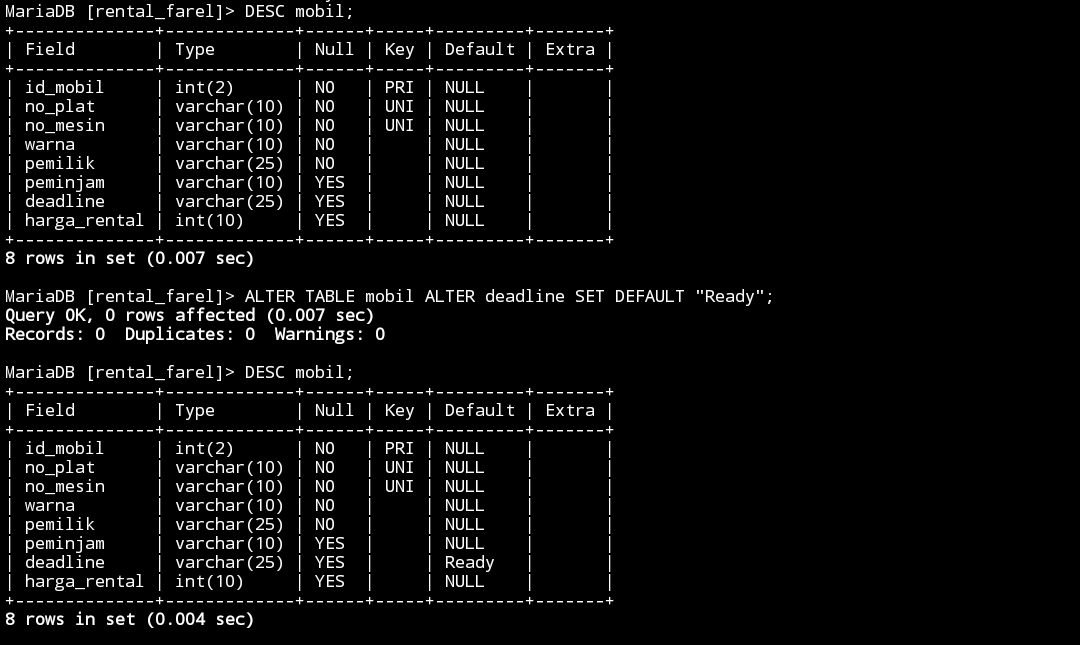 MariaDB [rental_farel]> DESC mobil;
+--------------+-------------+------+-----+---------+-------+
| Field        | Type        | Null | Key | Default | Extra |
+--------------+-------------+------+-----+---------+-------+
| id_mobil     | int(2)      | NO   | PRI | NULL    |       |
| no_plat      | varchar(10) | NO   | UNI | NULL    |       |
| no_mesin     | varchar(10) | NO   | UNI | NULL    |       |
| warna        | varchar(10) | NO   |     | NULL    |       |
| pemilik      | varchar(25) | NO   |     | NULL    |       |
| peminjam     | varchar(10) | YES  |     | NULL    |       |
| deadline     | varchar(25) | YES  |     | NULL    |       |
| harga_rental | int(10)     | YES  |     | NULL    |       |
+--------------+-------------+------+-----+---------+-------+
8 rows in set (0.007 sec)

MariaDB [rental_farel]> ALTER TABLE mobil ALTER deadline SET DEFAULT "Ready";
Query OK, 0 rows affected (0.007 sec)
Records: 0  Duplicates: 0  Warnings: 0

MariaDB [rental_farel]> DESC mobil;
+--------------+-------------+------+-----+---------+-------+
| Field        | Type        | Null | Key | Default | Extra |
+--------------+-------------+------+-----+---------+-------+
| id_mobil     | int(2)      | NO   | PRI | NULL    |       |
| no_plat      | varchar(10) | NO   | UNI | NULL    |       |
| no_mesin     | varchar(10) | NO   | UNI | NULL    |       |
| warna        | varchar(10) | NO   |     | NULL    |       |
| pemilik      | varchar(25) | NO   |     | NULL    |       |
| peminjam     | varchar(10) | YES  |     | NULL    |       |
| deadline     | varchar(25) | YES  |     | Ready   |       |
| harga_rental | int(10)     | YES  |     | NULL    |       |
+--------------+-------------+------+-----+---------+-------+
8 rows in set (0.004 sec)